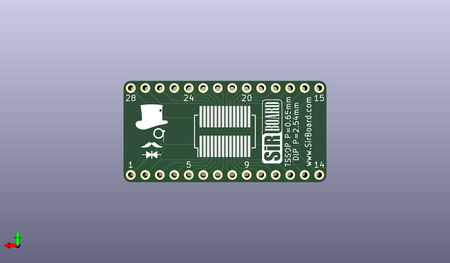 28 24 20 15
SiR
BOARD
TSSOP P=0.65mm
DIP P=2.54mm
www.SirBoard.com
1 5 9 14